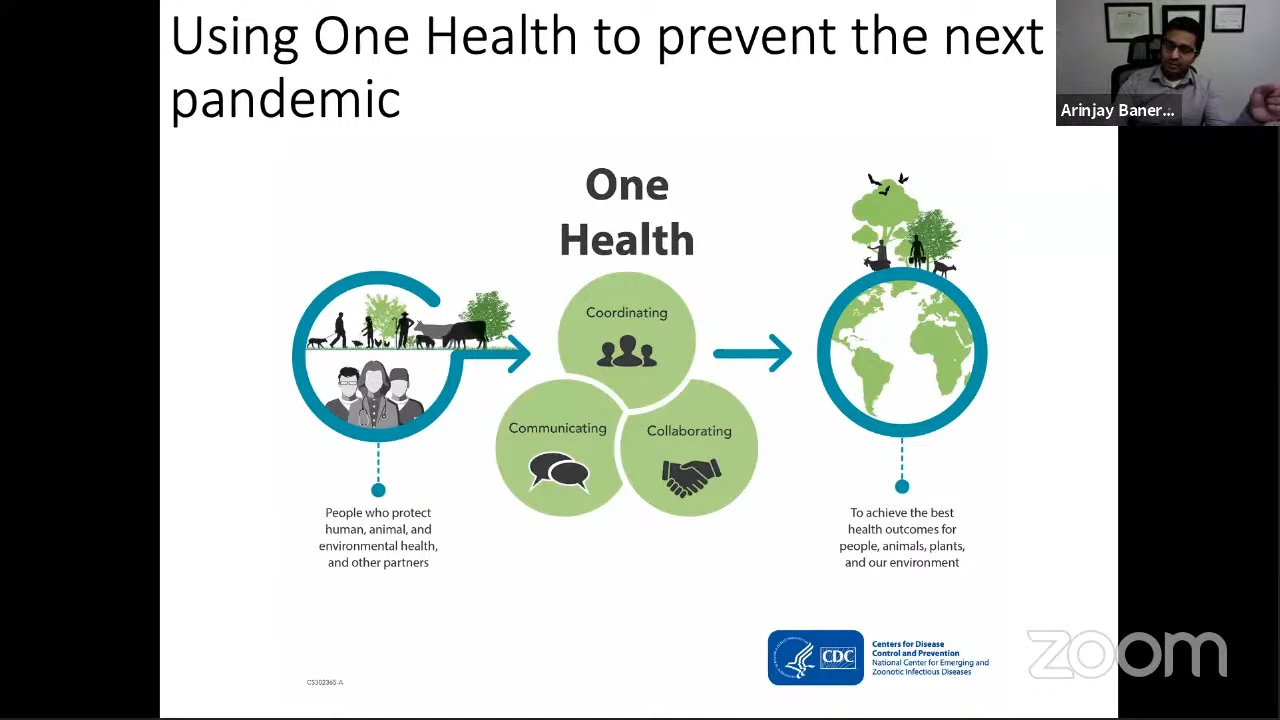 Using One Health to prevent the next
pandemic
Arinjay Baner...
One
Health
Coordinating
Communicating
Collaborating
People who protect
human, animal, and
environmental health,
and other partners
To achieve the best
health outcomes for
people, animals, plants,
and our environment
CDC
Centers for Disease
Control and Prevention
National Center for Emerging and
Zoonotic Infectious Diseases
CS302365-A
zoom